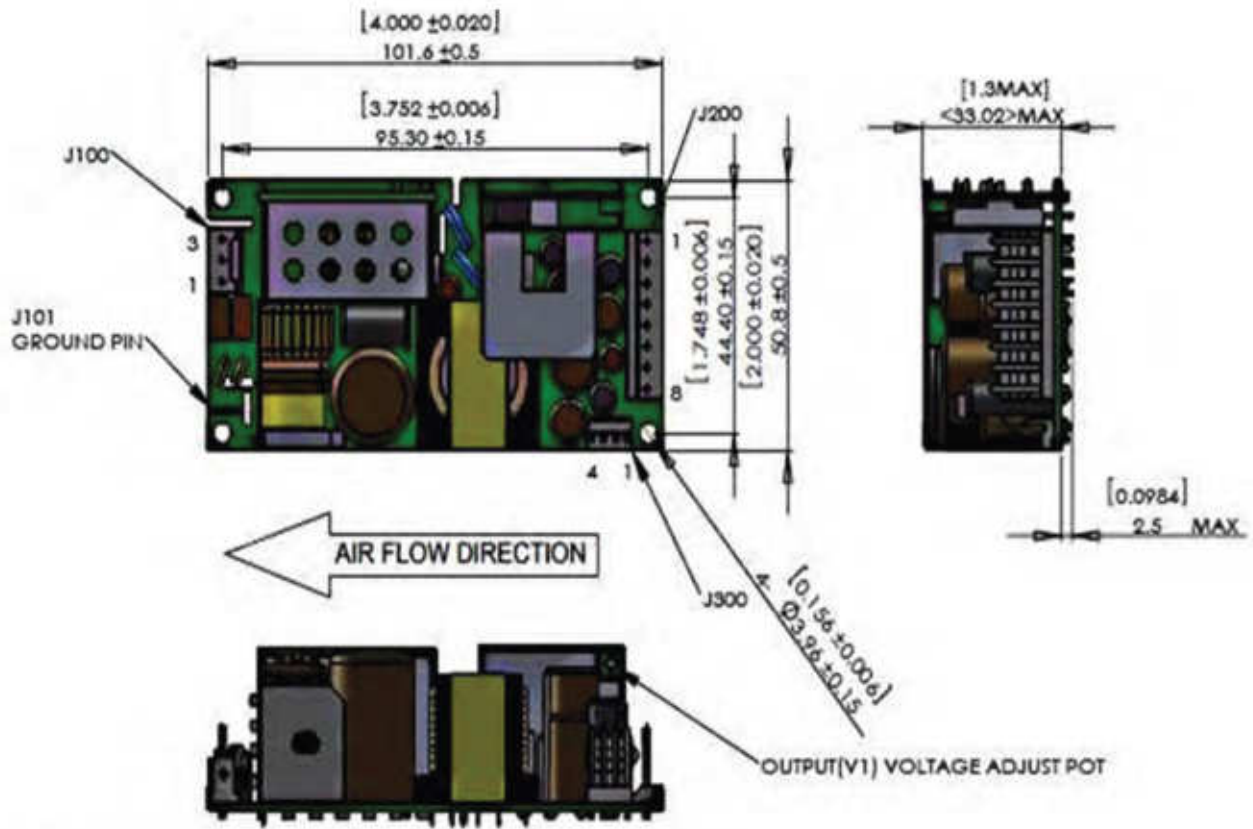 [4.000 ±0.020]
101.6 ±0.5
[3.752 ±0.006]
95.30 ±0.15
J200
[1.3MAX]
<33.02>MAX
J100
3
1
1
8
[1.748 ±0.006]
44.40 ±0.15
[2.000 ±0.020]
50.8 ±0.5
J101
GROUND PIN
4 1
[0.0984]
2.5 MAX
AIR FLOW DIRECTION
J300
[0.156 ±0.006]
4- Ø3.96 ±0.15
OUTPUT(V1) VOLTAGE ADJUST POT